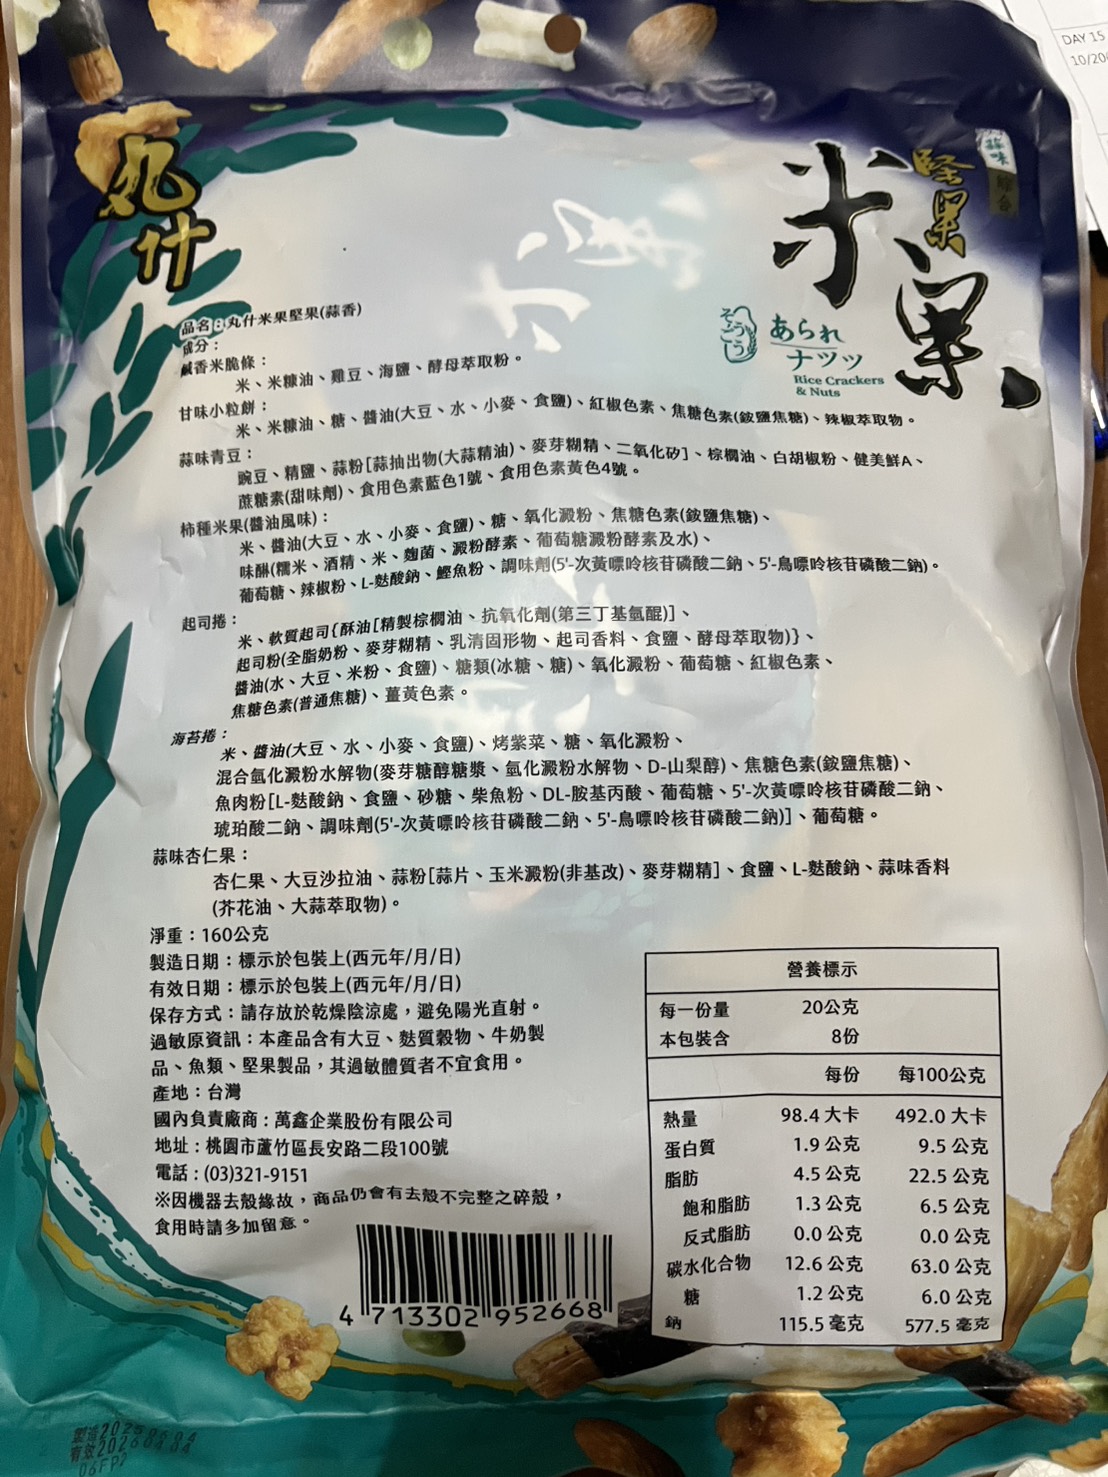 DAY 15
10/20
丸什
蒜味
綜合
堅果
米果
そうごう
あられ
ナッツ
Rice Crackers
& Nuts
品名：丸什米果堅果(蒜香)
成分：
鹹香米脆條：
米、米糠油、雞豆、海鹽、酵母萃取粉。
甘味小粒餅：
米、米糠油、糖、醬油(大豆、水、小麥、食鹽)、紅椒色素、焦糖色素(銨鹽焦糖)、辣椒萃取物。
蒜味青豆：
豌豆、精鹽、蒜粉[蒜抽出物(大蒜精油)、麥芽糊精、二氧化矽]、棕櫚油、白胡椒粉、健美鮮A、
蔗糖素(甜味劑)、食用色素藍色1號、食用色素黃色4號。
柿種米果(醬油風味)：
米、醬油(大豆、水、小麥、食鹽)、糖、氧化澱粉、焦糖色素(銨鹽焦糖)、
味醂(糯米、酒精、米、麴菌、澱粉酵素、葡萄糖澱粉酵素及水)、
葡萄糖、辣椒粉、L-麩酸鈉、鰹魚粉、調味劑(5'-次黃嘌呤核苷磷酸二鈉、5'-鳥嘌呤核苷磷酸二鈉)。
起司捲：
米、軟質起司{酥油[精製棕櫚油、抗氧化劑(第三丁基氫醌)]、
起司粉(全脂奶粉、麥芽糊精、乳清固形物、起司香料、食鹽、酵母萃取物)}、
醬油(水、大豆、米粉、食鹽)、糖類(冰糖、糖)、氧化澱粉、葡萄糖、紅椒色素、
焦糖色素(普通焦糖)、薑黃色素。
海苔捲：
米、醬油(大豆、水、小麥、食鹽)、烤紫菜、糖、氧化澱粉、
混合氫化澱粉水解物(麥芽糖醇糖漿、氫化澱粉水解物、D-山梨醇)、焦糖色素(銨鹽焦糖)、
魚肉粉[L-麩酸鈉、食鹽、砂糖、柴魚粉、DL-胺基丙酸、葡萄糖、5'-次黃嘌呤核苷磷酸二鈉、
琥珀酸二鈉、調味劑(5'-次黃嘌呤核苷磷酸二鈉、5'-鳥嘌呤核苷磷酸二鈉)]、葡萄糖。
蒜味杏仁果：
杏仁果、大豆沙拉油、蒜粉[蒜片、玉米澱粉(非基改)、麥芽糊精]、食鹽、L-麩酸鈉、蒜味香料
(芥花油、大蒜萃取物)。
淨重：160公克
製造日期：標示於包裝上(西元年/月/日)
有效日期：標示於包裝上(西元年/月/日)
保存方式：請存放於乾燥陰涼處，避免陽光直射。
過敏原資訊：本產品含有大豆、麩質穀物、牛奶製
品、魚類、堅果製品，其過敏體質者不宜食用。
產地：台灣
國內負責廠商：萬鑫企業股份有限公司
地址：桃園市蘆竹區長安路二段100號
電話：(03)321-9151
※因機器去殼緣故，商品仍會有去殼不完整之碎殼，
食用時請多加留意。
4 713302 952668
營養標示
每一份量 20公克
本包裝含 8份
每份 每100公克
熱量 98.4 大卡 492.0 大卡
蛋白質 1.9 公克 9.5 公克
脂肪 4.5 公克 22.5 公克
飽和脂肪 1.3 公克 6.5 公克
反式脂肪 0.0 公克 0.0 公克
碳水化合物 12.6 公克 63.0 公克
糖 1.2 公克 6.0 公克
鈉 115.5 毫克 577.5 毫克
製造2025
有效20260404
06FP2